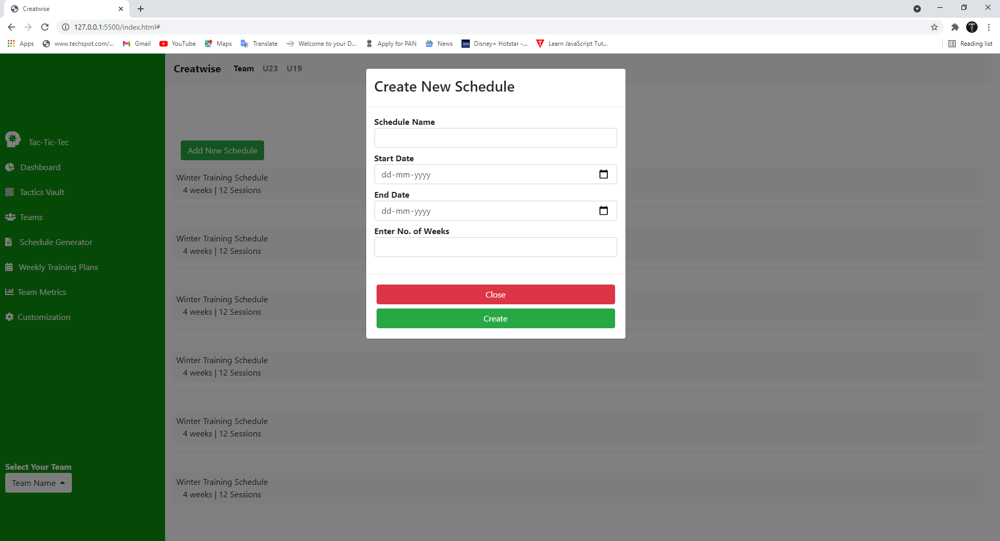 Creatwise
127.0.0.1:5500/index.html#
Apps
www.techspot.com/...
Gmail
YouTube
Maps
Translate
Welcome to your D...
Apply for PAN
News
Disney+ Hotstar -...
Learn JavaScript Tut...
Reading list
Creatwise Team U23 U19
Tac-Tic-Tec
Dashboard
Tactics Vault
Teams
Schedule Generator
Weekly Training Plans
Team Metrics
Customization
Select Your Team
Team Name
Add New Schedule
Winter Training Schedule
4 weeks | 12 Sessions
Winter Training Schedule
4 weeks | 12 Sessions
Winter Training Schedule
4 weeks | 12 Sessions
Winter Training Schedule
4 weeks | 12 Sessions
Winter Training Schedule
4 weeks | 12 Sessions
Winter Training Schedule
4 weeks | 12 Sessions
Create New Schedule
Schedule Name
Start Date
dd-mm-yyyy
End Date
dd-mm-yyyy
Enter No. of Weeks
Close
Create